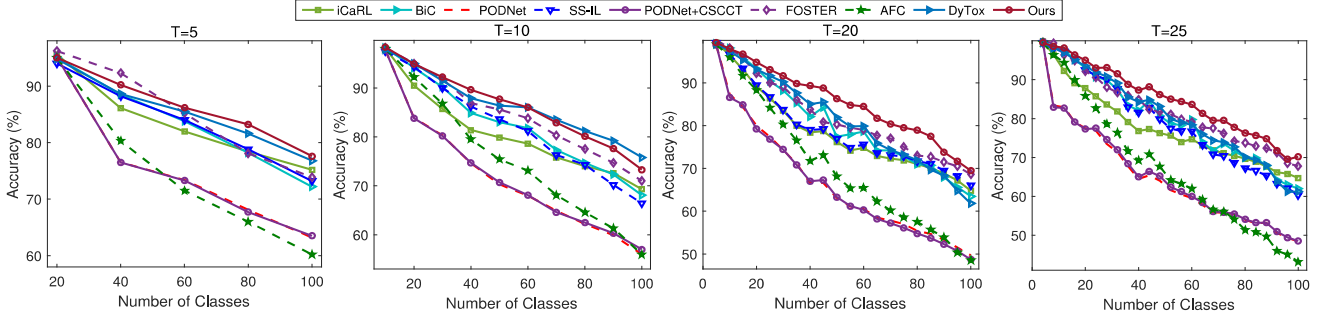 iCaRL BiC PODNet SS-IL PODNet+CSCCT FOSTER AFC DyTox Ours
T=5
Accuracy (%)
90
80
70
60
20 40 60 80 100
Number of Classes
T=10
Accuracy (%)
90
80
70
60
20 40 60 80 100
Number of Classes
T=20
Accuracy (%)
100
90
80
70
60
50
0 20 40 60 80 100
Number of Classes
T=25
Accuracy (%)
90
80
70
60
50
0 20 40 60 80 100
Number of Classes